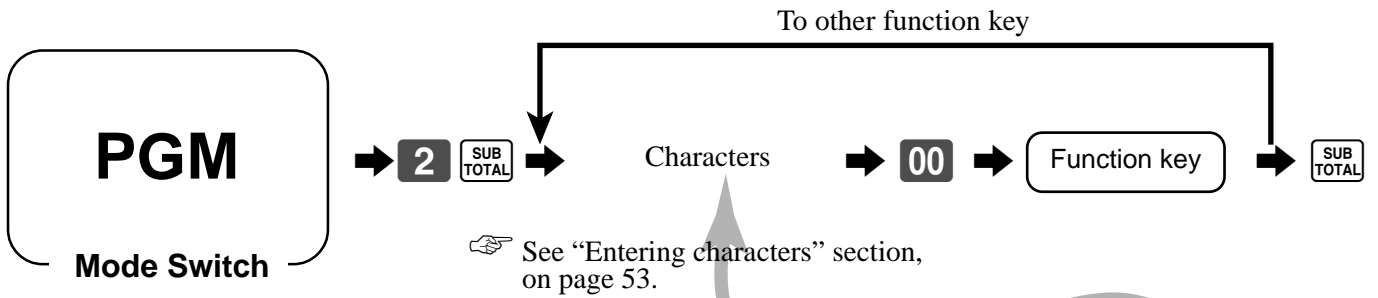 To other function key
PGM
Mode Switch
2 SUB TOTAL Characters 00 Function key SUB TOTAL
☞ See “Entering characters” section,
on page 53.